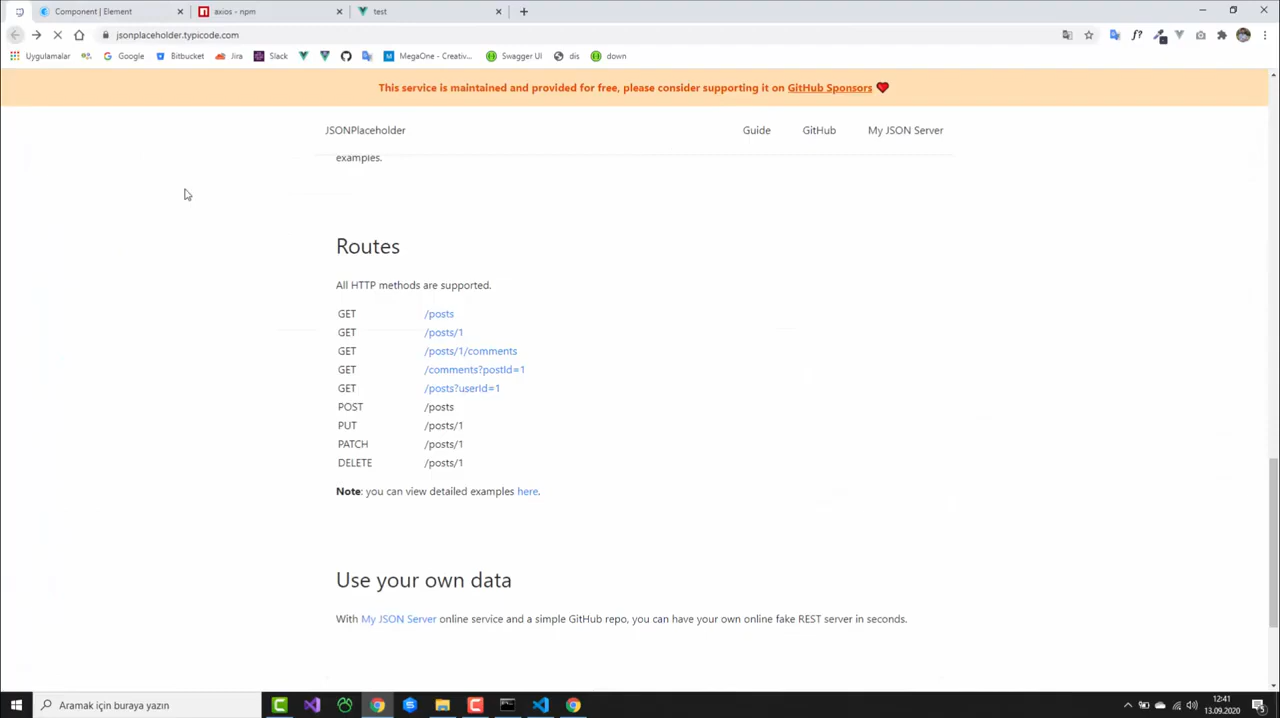 Component | Element
axios - npm
test
jsonplaceholder.typicode.com
Uygulamalar
Google
Bitbucket
Jira
Slack
MegaOne - Creativ...
Swagger UI
dis
down
This service is maintained and provided for free, please consider supporting it on GitHub Sponsors
JSONPlaceholder
Guide
GitHub
My JSON Server
examples.
Routes
All HTTP methods are supported.
GET /posts
GET /posts/1
GET /posts/1/comments
GET /comments?postId=1
GET /posts?userId=1
POST /posts
PUT /posts/1
PATCH /posts/1
DELETE /posts/1
Note: you can view detailed examples here.
Use your own data
With My JSON Server online service and a simple GitHub repo, you can have your own online fake REST server in seconds.
Aramak için buraya yazın
12:41
13.09.2020